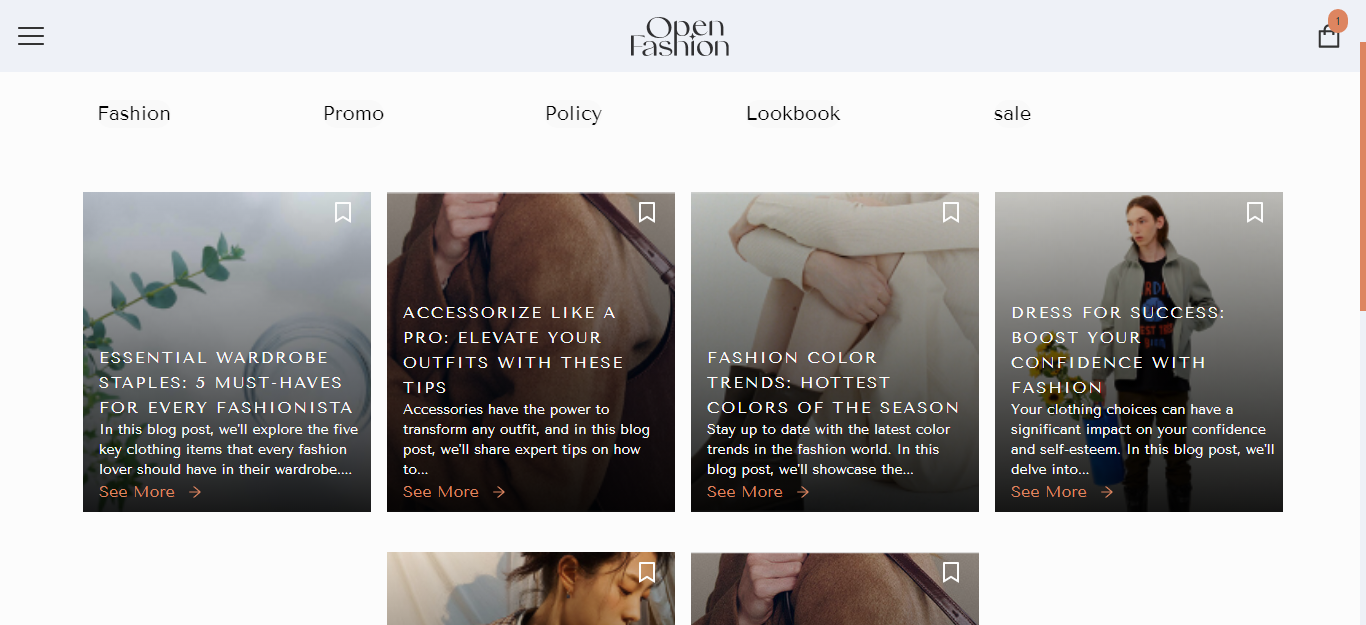 Open
Fashion
1
Fashion
Promo
Policy
Lookbook
sale
ESSENTIAL WARDROBE
STAPLES: 5 MUST-HAVES
FOR EVERY FASHIONISTA
In this blog post, we'll explore the five
key clothing items that every fashion
lover should have in their wardrobe....
See More
ACCESSORIZE LIKE A
PRO: ELEVATE YOUR
OUTFITS WITH THESE
TIPS
Accessories have the power to
transform any outfit, and in this blog
post, we'll share expert tips on how
to...
See More
FASHION COLOR
TRENDS: HOTTEST
COLORS OF THE SEASON
Stay up to date with the latest color
trends in the fashion world. In this
blog post, we'll showcase the...
See More
DRESS FOR SUCCESS:
BOOST YOUR
CONFIDENCE WITH
FASHION
Your clothing choices can have a
significant impact on your confidence
and self-esteem. In this blog post, we'll
delve into...
See More